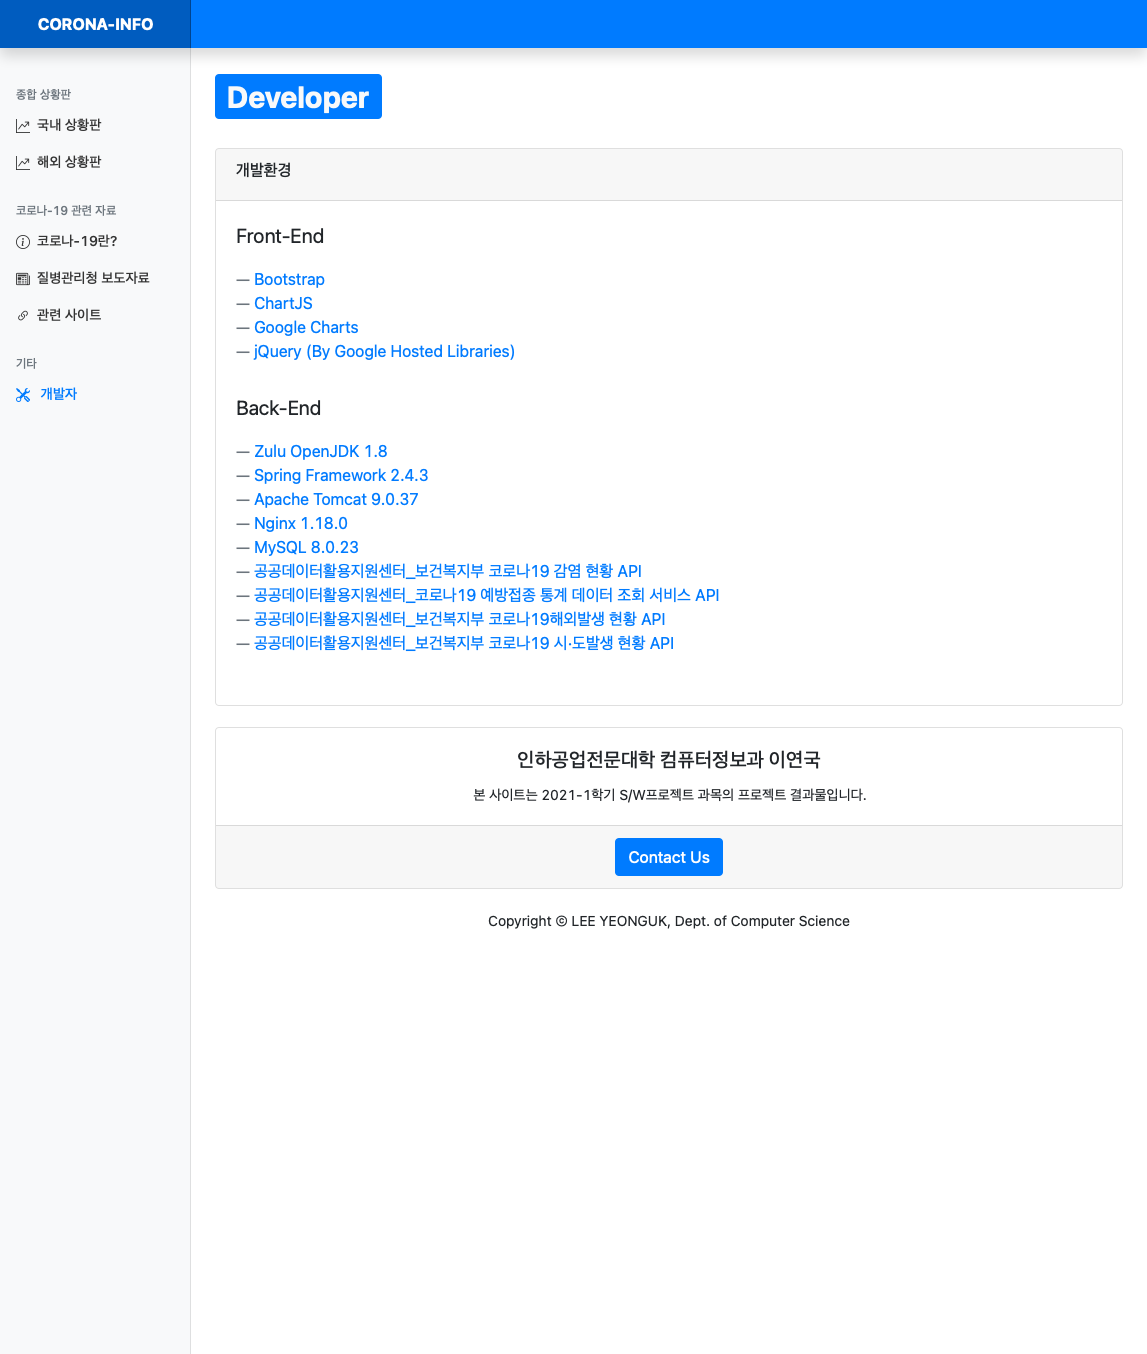 CORONA-INFO
종합 상황판
국내 상황판
해외 상황판
코로나-19 관련 자료
코로나-19란?
질병관리청 보도자료
관련 사이트
기타
개발자
Developer
개발환경
Front-End
— Bootstrap
— ChartJS
— Google Charts
— jQuery (By Google Hosted Libraries)
Back-End
— Zulu OpenJDK 1.8
— Spring Framework 2.4.3
— Apache Tomcat 9.0.37
— Nginx 1.18.0
— MySQL 8.0.23
— 공공데이터활용지원센터_보건복지부 코로나19 감염 현황 API
— 공공데이터활용지원센터_코로나19 예방접종 통계 데이터 조회 서비스 API
— 공공데이터활용지원센터_보건복지부 코로나19해외발생 현황 API
— 공공데이터활용지원센터_보건복지부 코로나19 시·도발생 현황 API
인하공업전문대학 컴퓨터정보과 이연국
본 사이트는 2021-1학기 S/W프로젝트 과목의 프로젝트 결과물입니다.
Contact Us
Copyright ⓒ LEE YEONGUK, Dept. of Computer Science